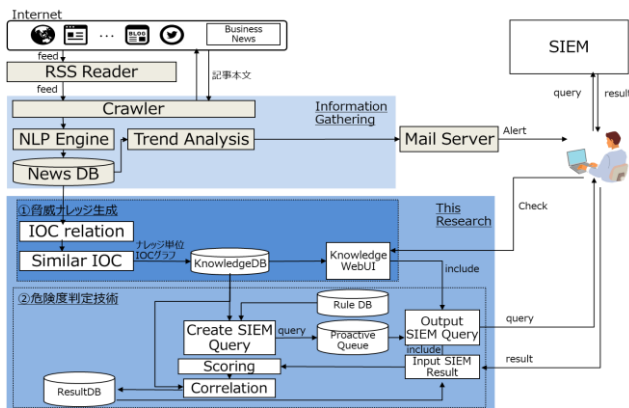 Internet
Business
News
BLOG
SIEM
feed
RSS Reader
記事本文
query
result
feed
Crawler
Information
Gathering
NLP Engine
Trend Analysis
Mail Server
Alert
News DB
①脅威ナレッジ生成
This
Research
Check
IOC relation
ナレッジ単位
IOCグラフ
Similar IOC
KnowledgeDB
Knowledge
WebUI
include
②危険度判定技術
Rule DB
Create SIEM
Query
query
Proactive
Queue
Output
SIEM Query
query
include
Scoring
Input SIEM
Result
result
ResultDB
Correlation